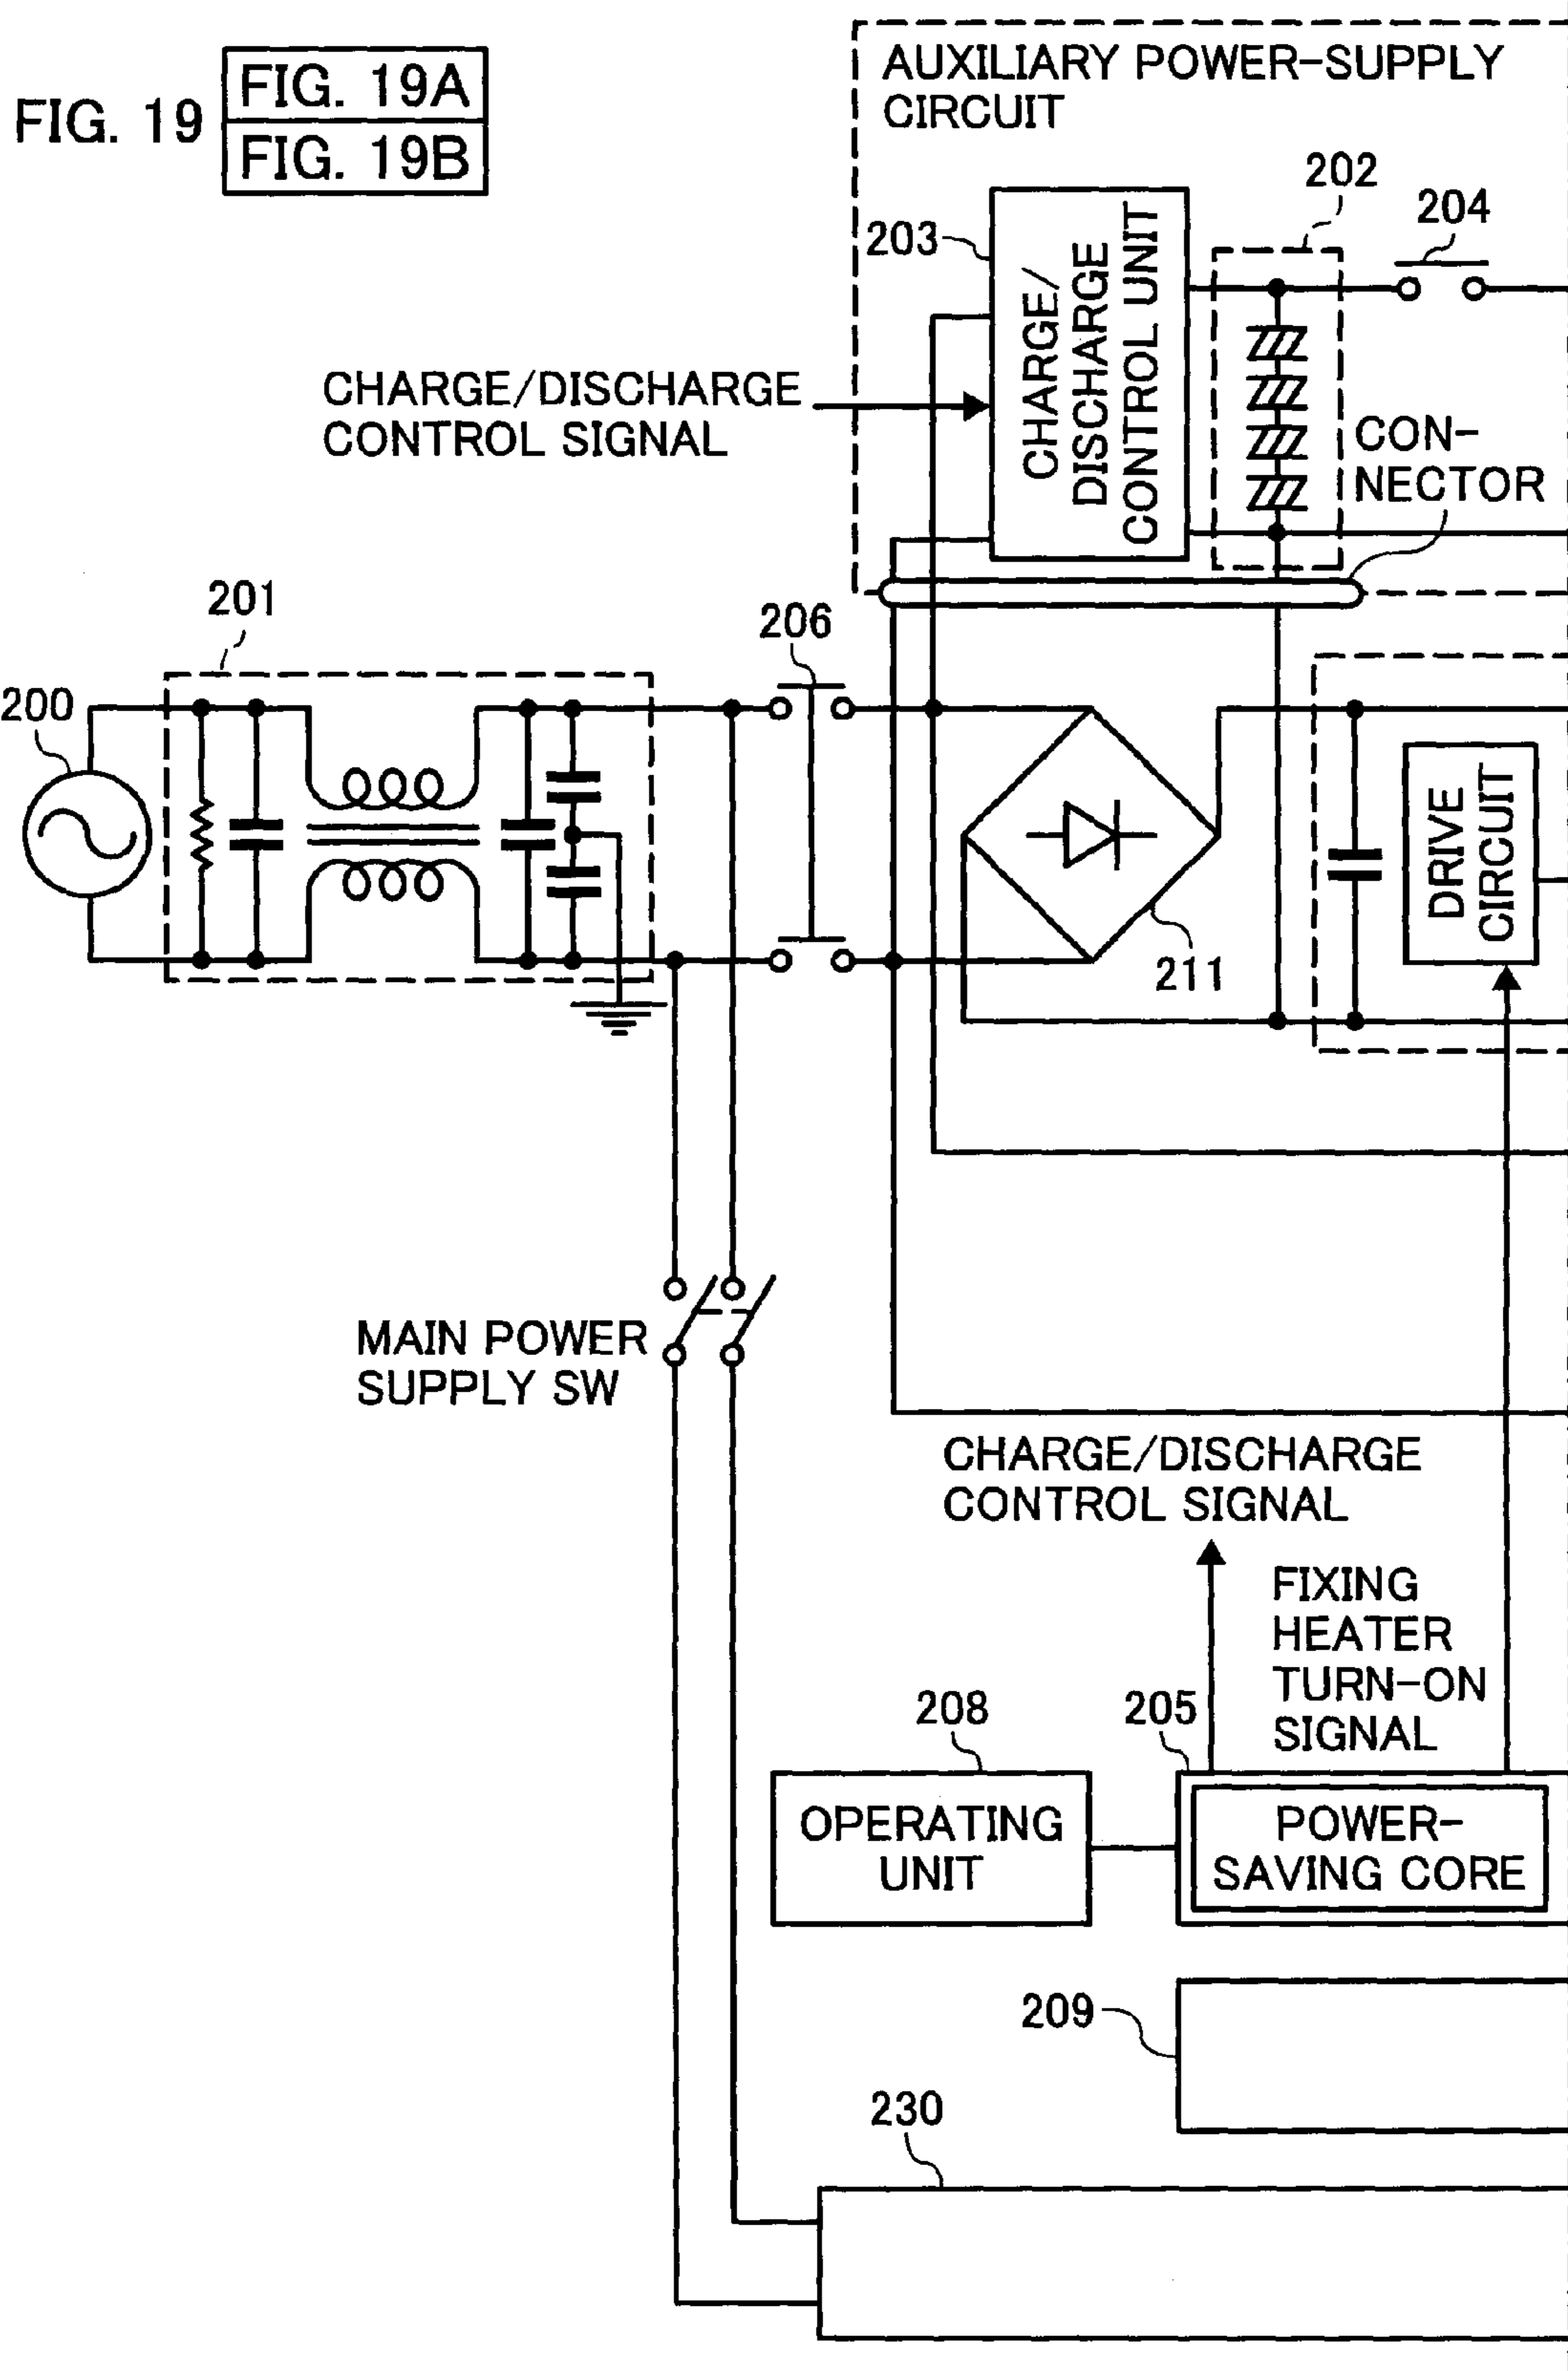 FIG. 19
FIG. 19A
FIG. 19B
AUXILIARY POWER-SUPPLY
CIRCUIT
202
204
203
CHARGE/
DISCHARGE
CONTROL UNIT
CHARGE/DISCHARGE
CONTROL SIGNAL
CON-
NECTOR
201
206
200
DRIVE
CIRCUIT
211
MAIN POWER
SUPPLY SW
CHARGE/DISCHARGE
CONTROL SIGNAL
FIXING
HEATER
TURN-ON
SIGNAL
208
205
OPERATING
UNIT
POWER-
SAVING CORE
209
230